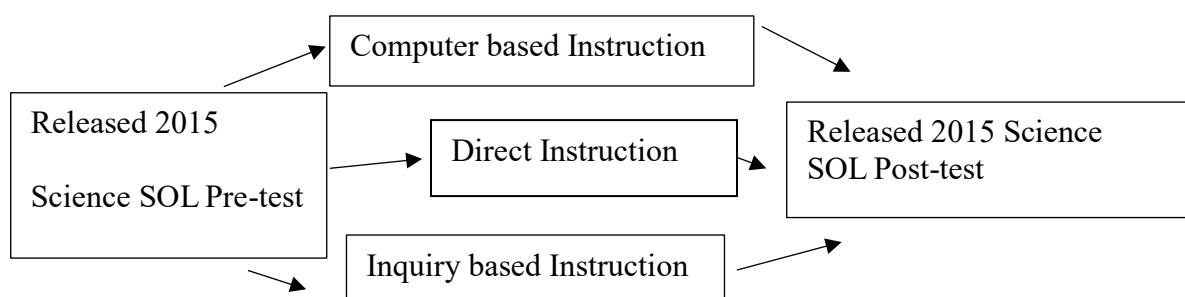 Released 2015
Science SOL Pre-test
Computer based Instruction
Direct Instruction
Inquiry based Instruction
Released 2015 Science
SOL Post-test